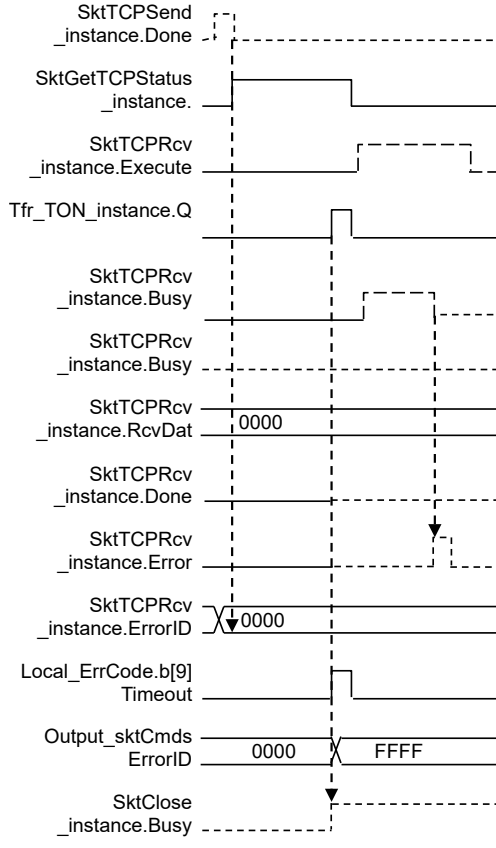 SktTCPSend
_instance.Done
SktGetTCPStatus
_instance.
SktTCPRcv
_instance.Execute
Tfr_TON_instance.Q
SktTCPRcv
_instance.Busy
SktTCPRcv
_instance.Busy
SktTCPRcv
_instance.RcvDat
0000
SktTCPRcv
_instance.Done
SktTCPRcv
_instance.Error
SktTCPRcv
_instance.ErrorID
0000
Local_ErrCode.b[9]
Timeout
Output_sktCmds
ErrorID
0000 FFFF
SktClose
_instance.Busy